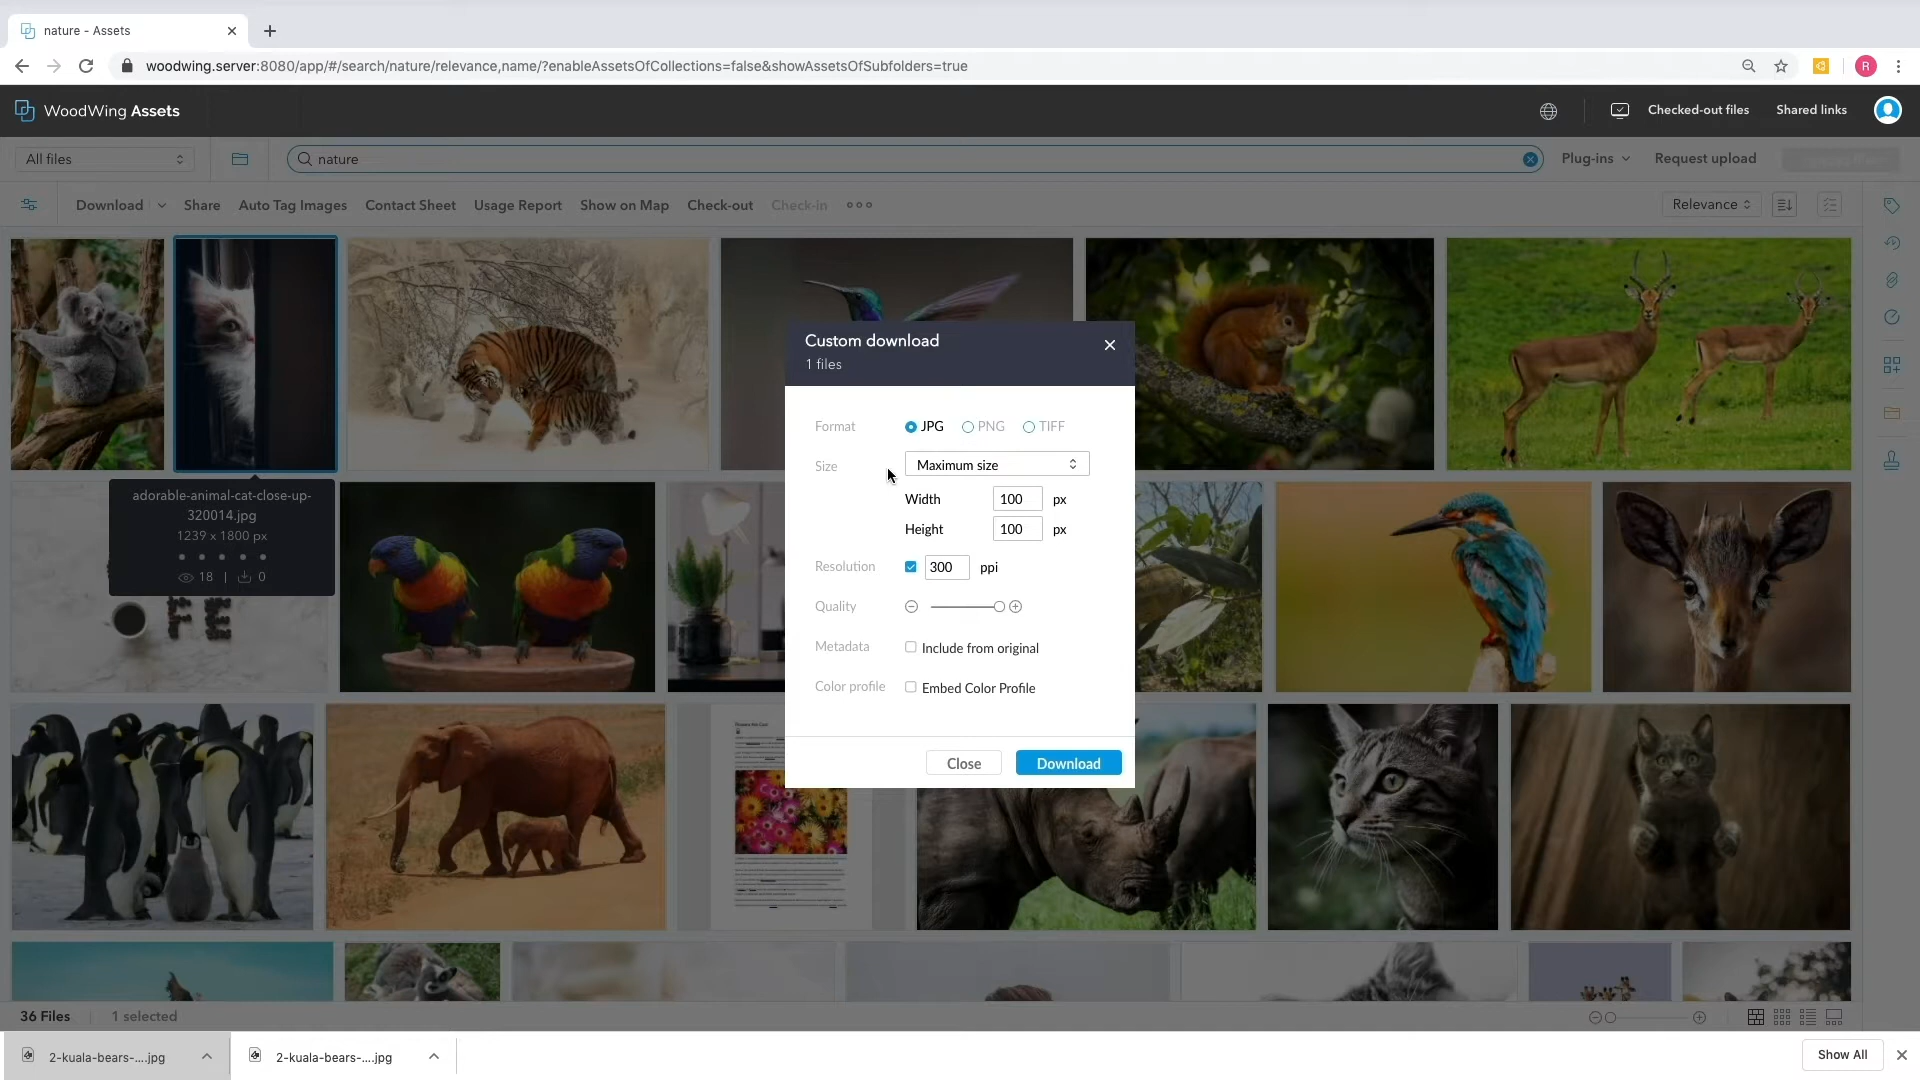 nature - Assets
woodwing.server:8080/app/#/search/nature/relevance,name/?enableAssetsOfCollections=false&showAssetsOfSubfolders=true
R
WoodWing Assets
Checked-out files
Shared links
All files
nature
Plug-ins
Request upload
Download
Share
Auto Tag Images
Contact Sheet
Usage Report
Show on Map
Check-out
Check-in
Relevance
adorable-animal-cat-close-up-
320014.jpg
1239 x 1800 px
18 | 0
Custom download
1 files
Format JPG PNG TIFF
Size Maximum size
Width 100 px
Height 100 px
Resolution 300 ppi
Quality
Metadata Include from original
Color profile Embed Color Profile
Close Download
36 Files
1 selected
2-kuala-bears-....jpg
2-kuala-bears-....jpg
Show All